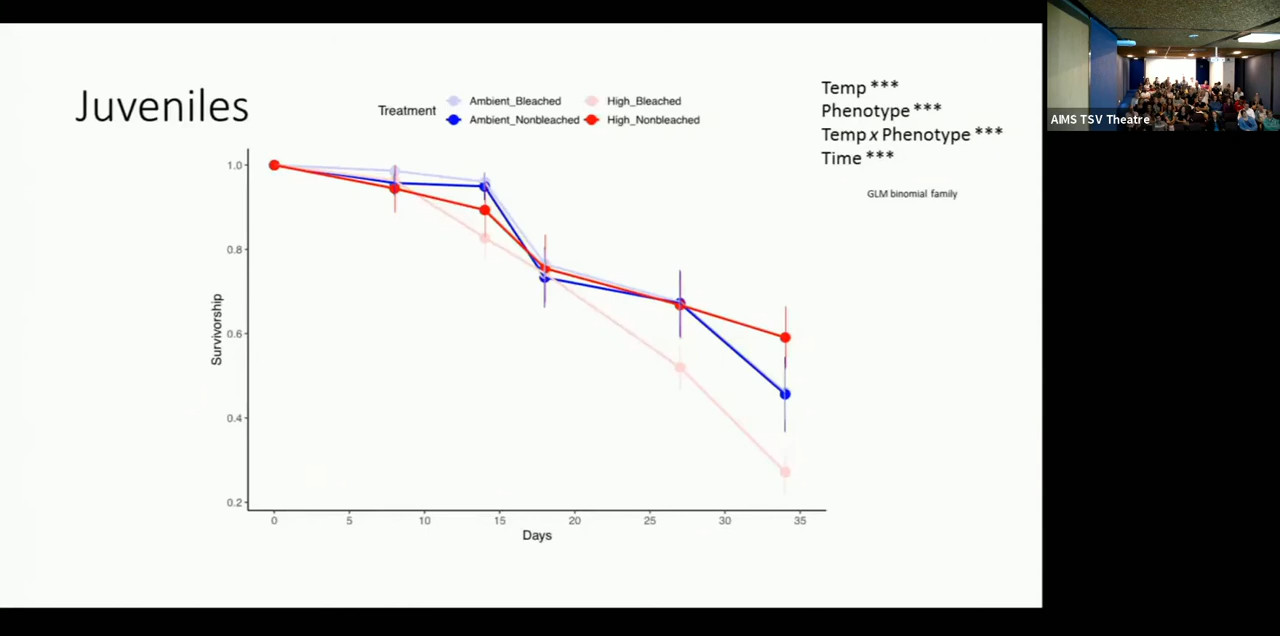 Juveniles
Treatment
Ambient_Bleached
High_Bleached
Ambient_Nonbleached
High_Nonbleached
Temp ***
Phenotype ***
Temp x Phenotype ***
Time ***
GLM binomial family
AIMS TSV Theatre
Survivorship
1.0
0.8
0.6
0.4
0.2
0 5 10 15 20 25 30 35
Days